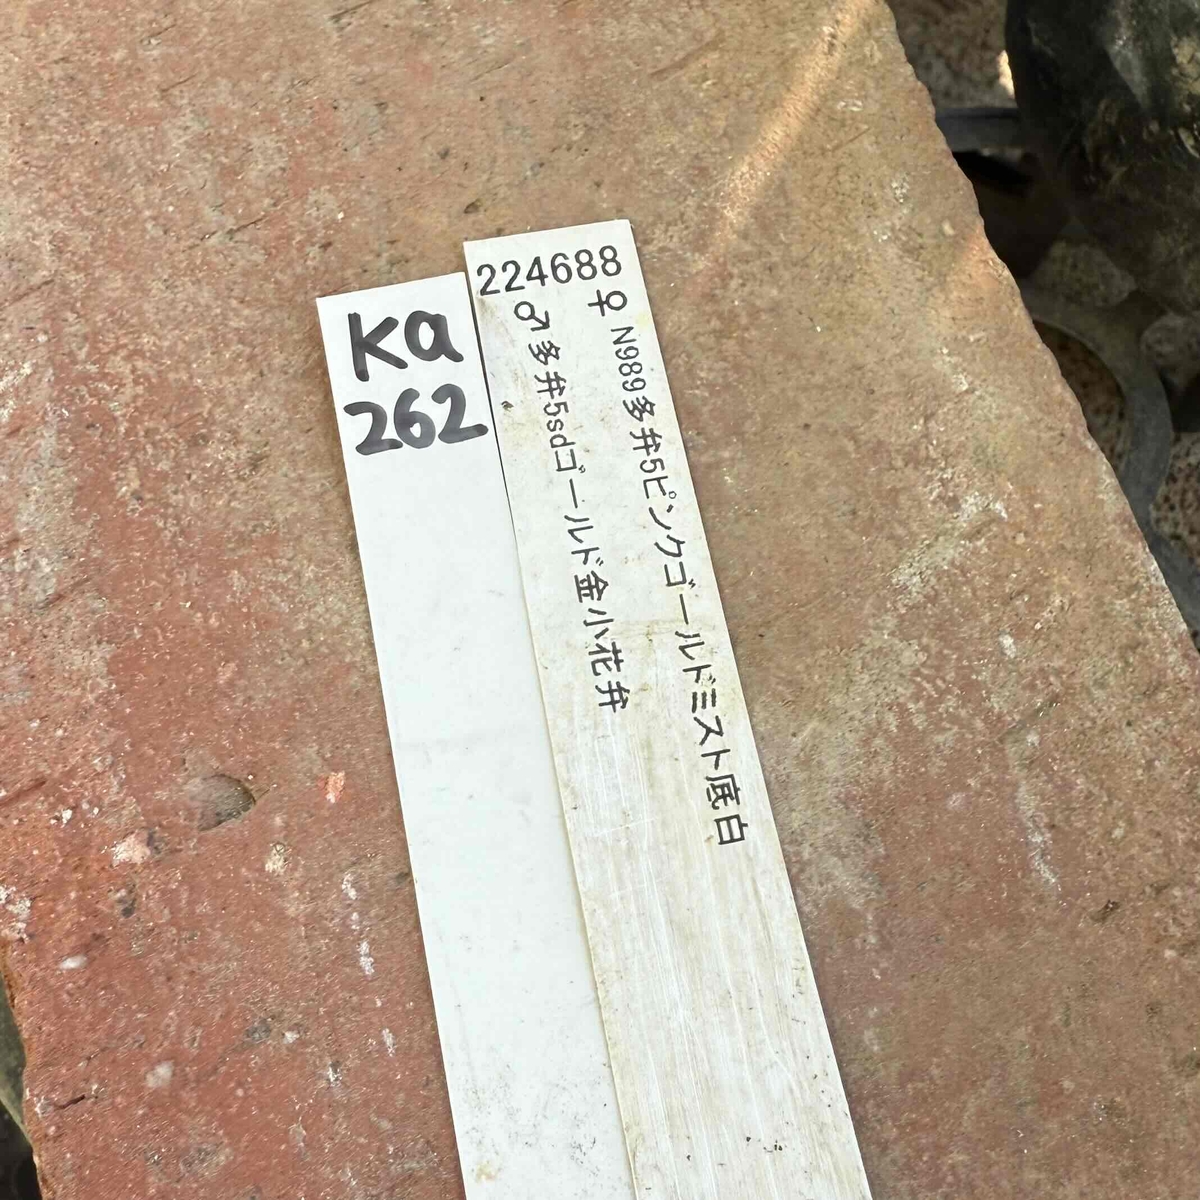 Ka
262
224688
♀ N989多弁5ピンクゴールドミスト底白
♂多弁5sdゴールド金小花弁